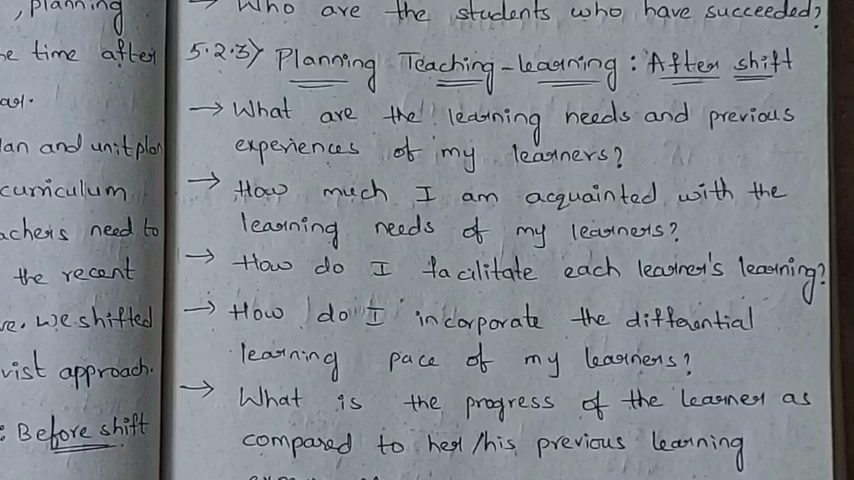 , planning
e time after
ar.
lan and unit plan
curriculum
achers need to
the recent
ve. we shifted
vist approach.
: Before shift
→ Who are the students who have succeeded?
5.2.3) Planning Teaching-learning : After shift
→ What are the learning needs and previous
experiences of my learners?
→ How much I am acquainted with the
learning needs of my learners?
→ How do I facilitate each learner's learning?
→ How do I incorporate the differential
learning pace of my learners?
→ What is the progress of the learner as
compared to her/his previous learning